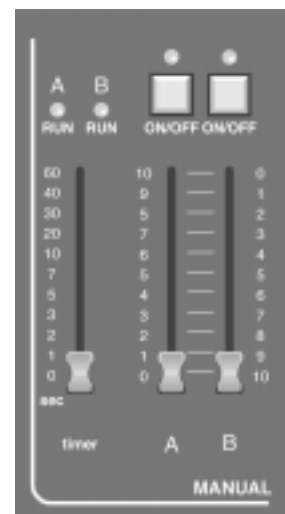 A B
RUN RUN
ON/OFF ON/OFF
60 10 0
40 9 1
30 5 2
20 7 3
10 6 4
7 5 5
5 4 6
3 3 7
2 2 8
1 1 9
0 0 10
sec
timer A B
MANUAL